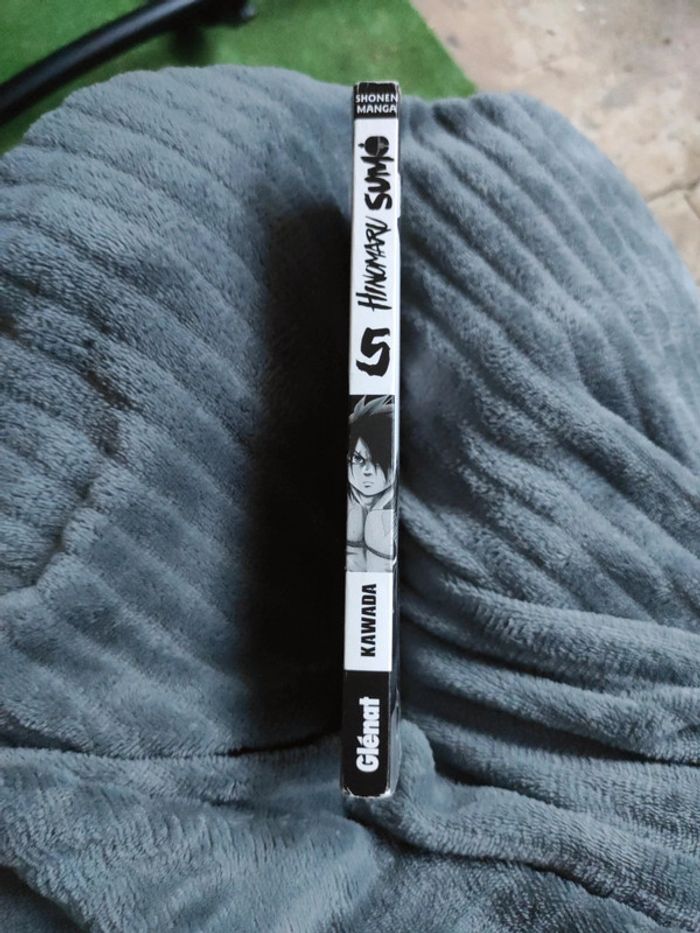 SHONEN
MANGA
HINOMARU SUMO
5
KAWADA
Glénat